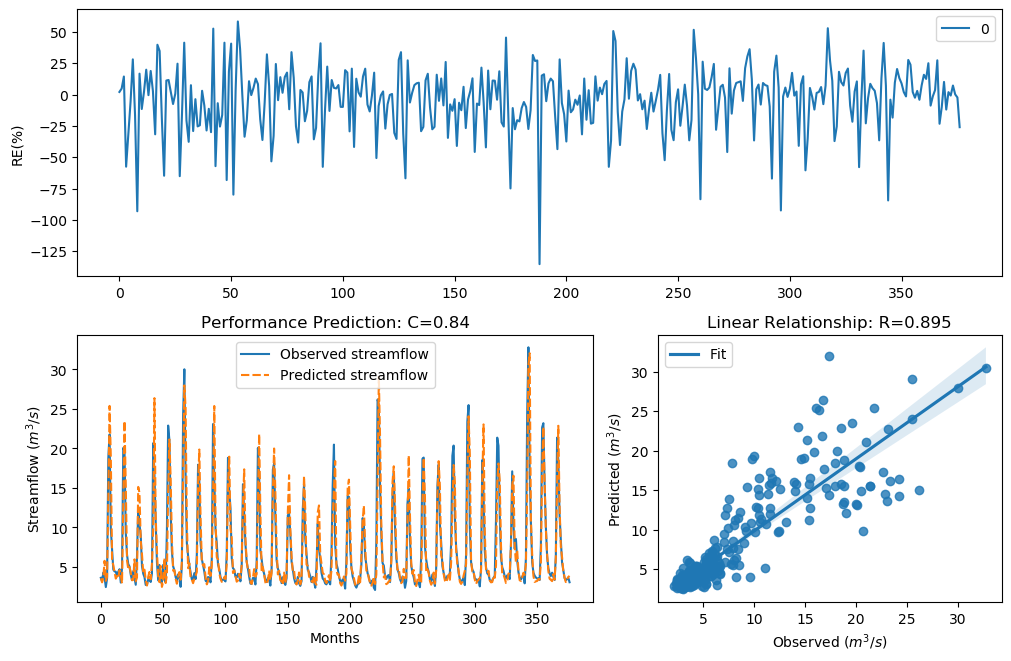 50
25
0
−25
−50
−75
−100
−125
RE(%)
0
0 50 100 150 200 250 300 350
Performance Prediction: C=0.84
Observed streamflow
Predicted streamflow
30
25
20
15
10
5
Streamflow (m³/s)
0 50 100 150 200 250 300 350
Months
Linear Relationship: R=0.895
Fit
30
25
20
15
10
5
Predicted (m³/s)
5 10 15 20 25 30
Observed (m³/s)